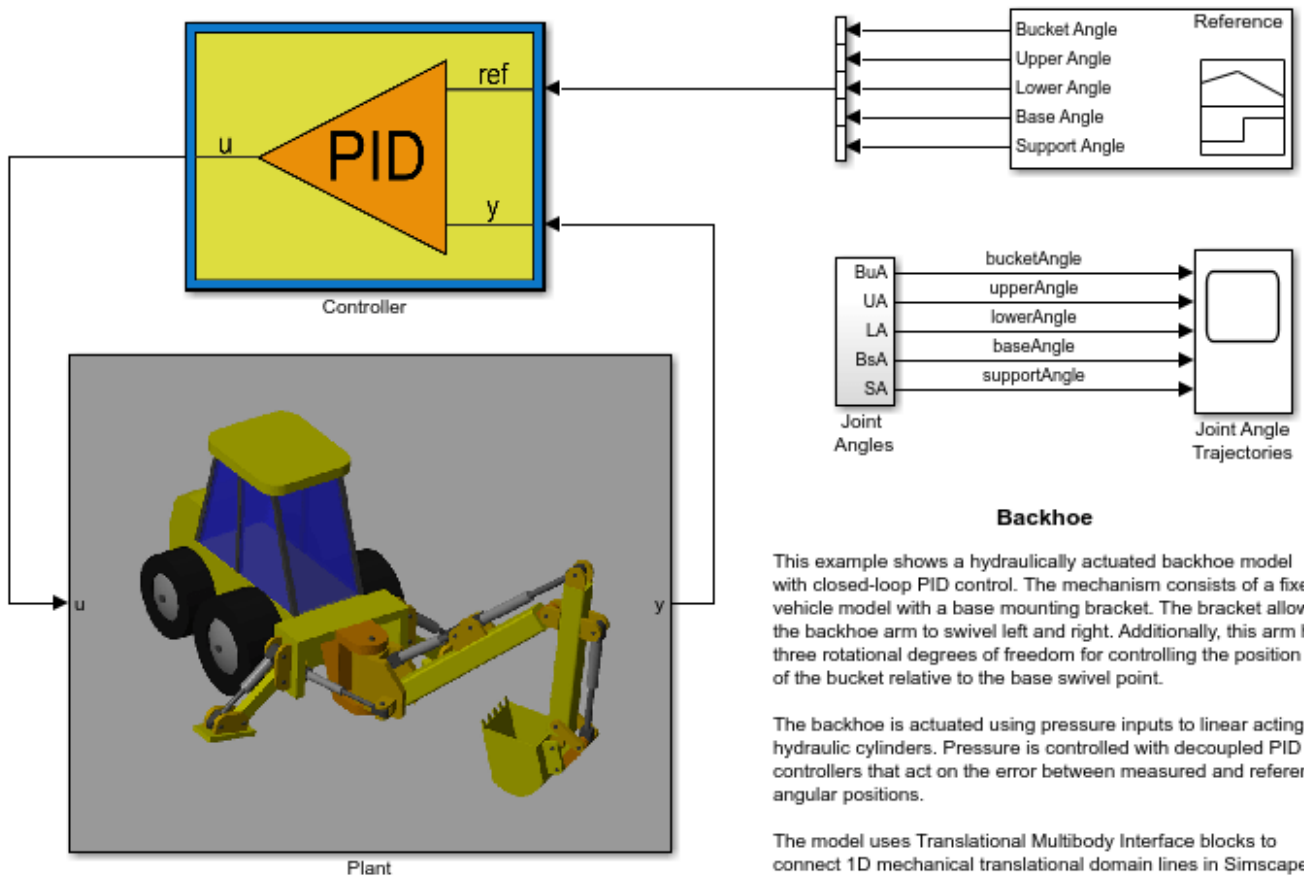 ref
u
PID
y
Controller
Reference
Bucket Angle
Upper Angle
Lower Angle
Base Angle
Support Angle
BuA
UA
LA
BsA
SA
Joint
Angles
bucketAngle
upperAngle
lowerAngle
baseAngle
supportAngle
Joint Angle
Trajectories
u
y
Plant
Backhoe
This example shows a hydraulically actuated backhoe model
with closed-loop PID control. The mechanism consists of a fixe
vehicle model with a base mounting bracket. The bracket allow
the backhoe arm to swivel left and right. Additionally, this arm h
three rotational degrees of freedom for controlling the position
of the bucket relative to the base swivel point.
The backhoe is actuated using pressure inputs to linear acting
hydraulic cylinders. Pressure is controlled with decoupled PID
controllers that act on the error between measured and referen
angular positions.
The model uses Translational Multibody Interface blocks to
connect 1D mechanical translational domain lines in Simscape